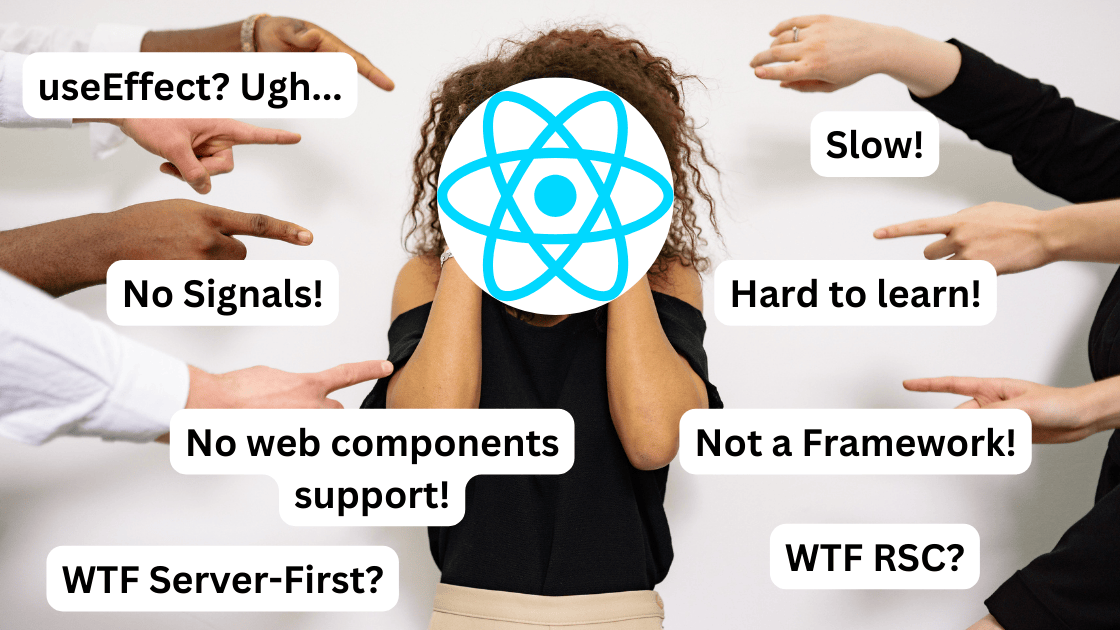 useEffect? Ugh...
Slow!
No Signals!
Hard to learn!
No web components
support!
Not a Framework!
WTF Server-First?
WTF RSC?